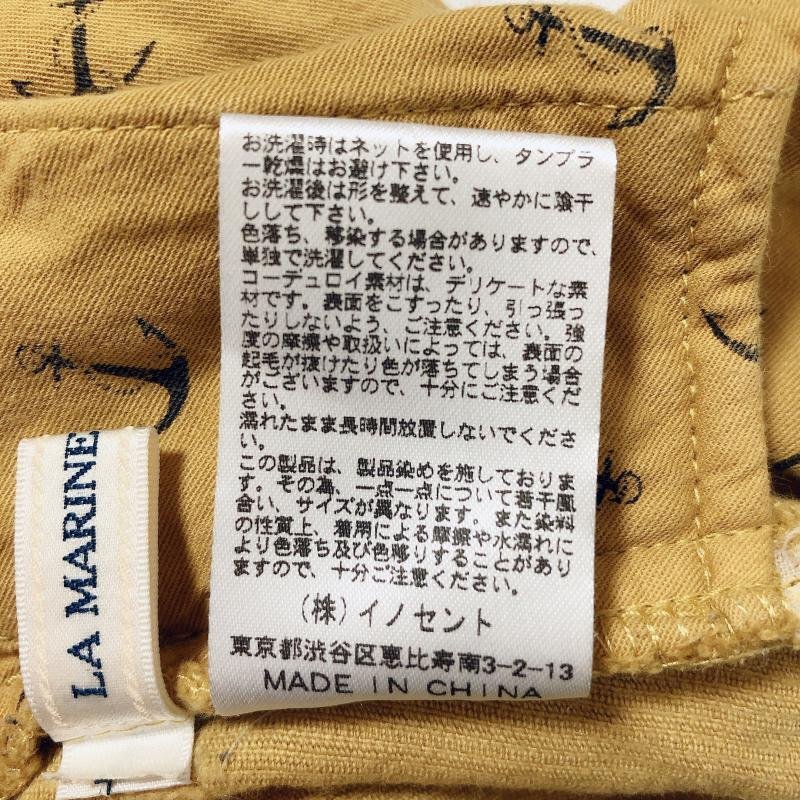 お洗濯時はネットを使用し、タンブラ
ー乾燥はお避け下さい。
お洗濯後は形を整えて、速やかに陰干
しして下さい。
色落ち、移染する場合がありますので、
単独で洗濯してください。
コーデュロイ素材は、デリケートな素
材です。表面をこすったり、引っ張っ
たりしないよう、ご注意ください。強
度の摩擦や取扱いによっては、表面の
起毛が抜けたり色が落ちてしまう場合
がございますので、十分にご注意くだ
さい。
濡れたまま長時間放置しないでくださ
い。
この製品は、製品染めを施しておりま
す。その為、一点一点について若干風
合い、サイズが異なります。また染料
の性質上、着用による摩擦や水濡れに
より色落ち及び色移りすることがあり
ますので、十分ご注意ください。
(株)イノセント
東京都渋谷区恵比寿南3-2-13
MADE IN CHINA
LA MARINE